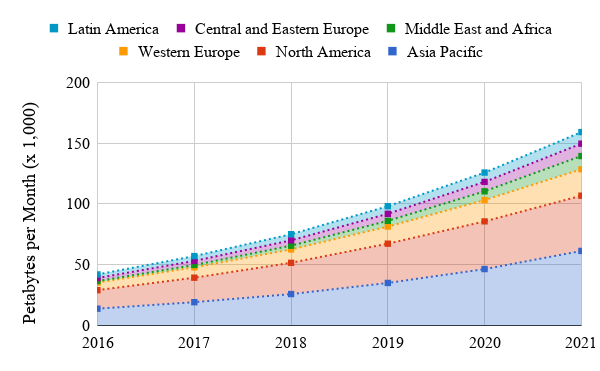 Latin America Central and Eastern Europe Middle East and Africa
Western Europe North America Asia Pacific
Petabytes per Month (x 1,000)
200
150
100
50
0
2016 2017 2018 2019 2020 2021